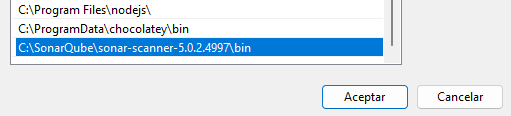 C:\Program Files\nodejs\
C:\ProgramData\chocolatey\bin
C:\SonarQube\sonar-scanner-5.0.2.4997\bin
Aceptar
Cancelar